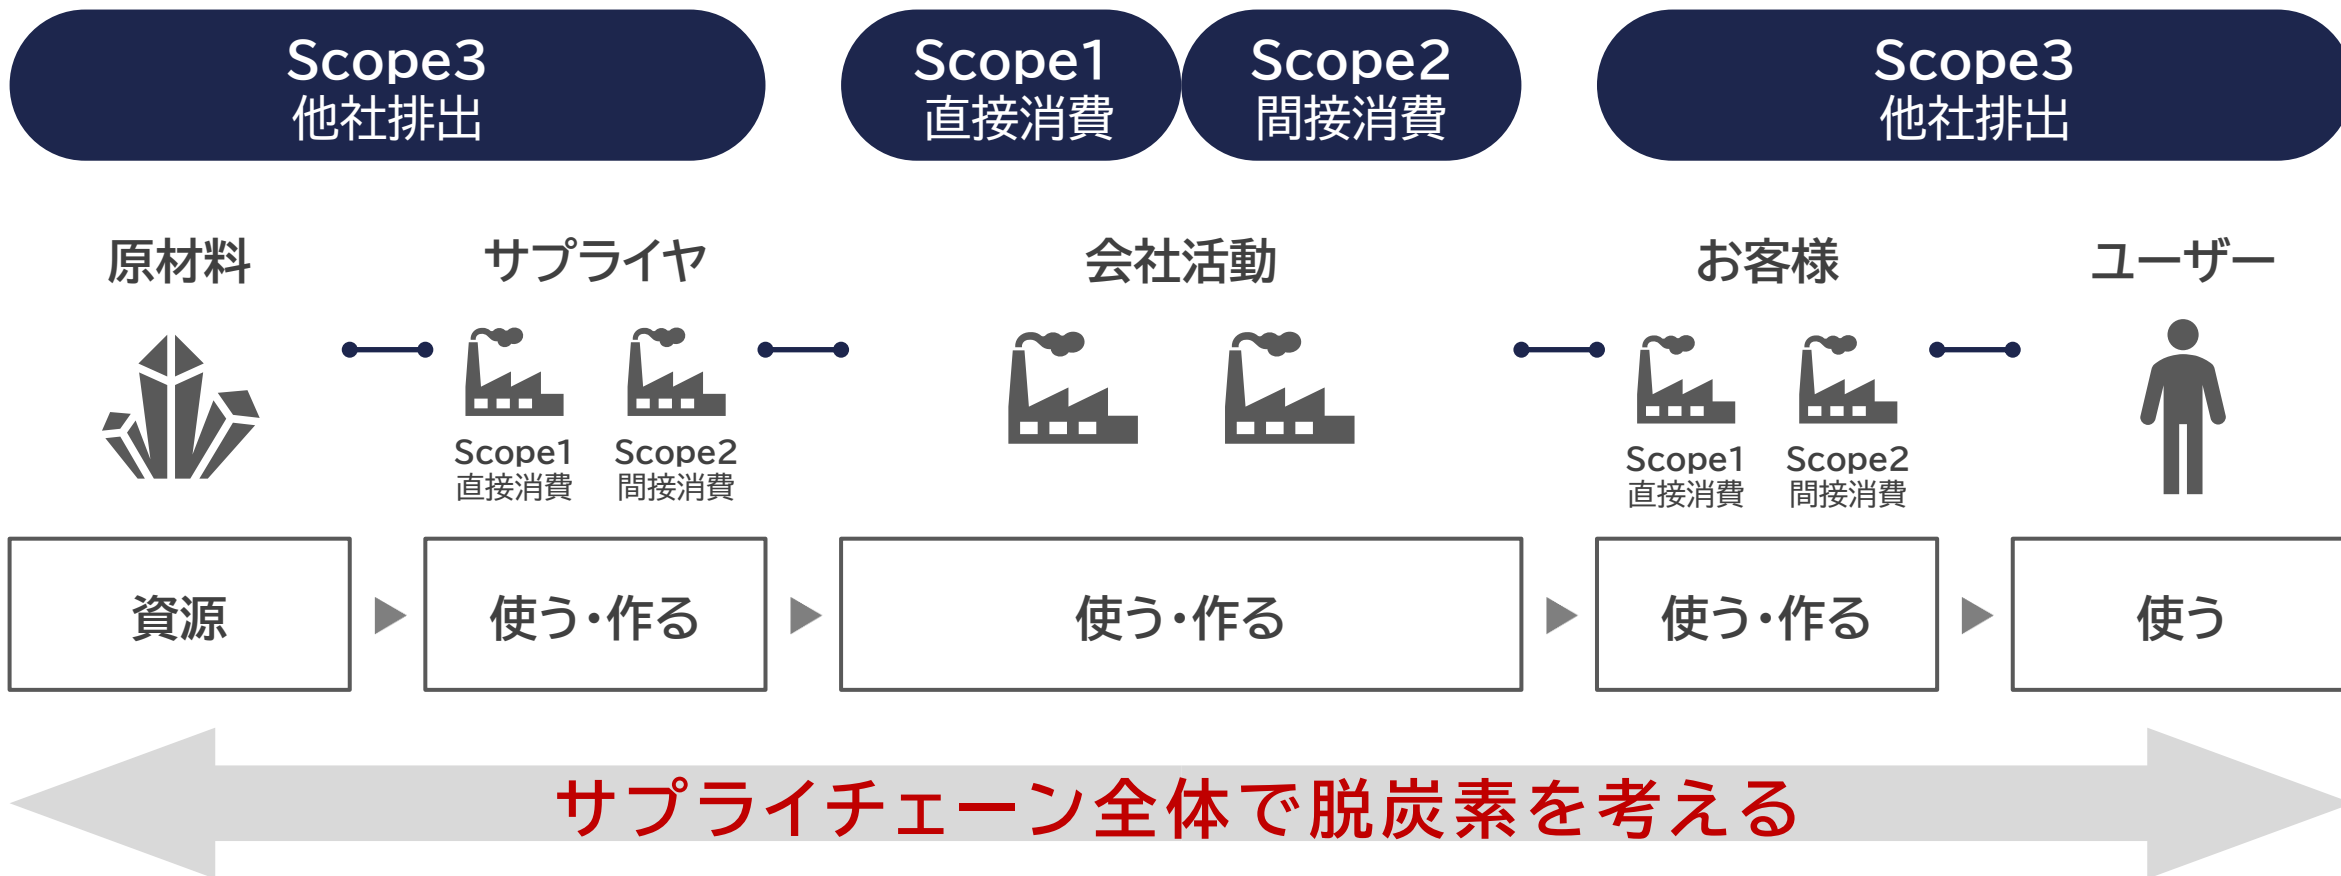 Scope3
他社排出
Scope1
直接消費
Scope2
間接消費
Scope3
他社排出
原材料
サプライヤ
会社活動
お客様
ユーザー
Scope1
直接消費
Scope2
間接消費
Scope1
直接消費
Scope2
間接消費
資源
使う・作る
使う・作る
使う・作る
使う
サプライチェーン全体で脱炭素を考える